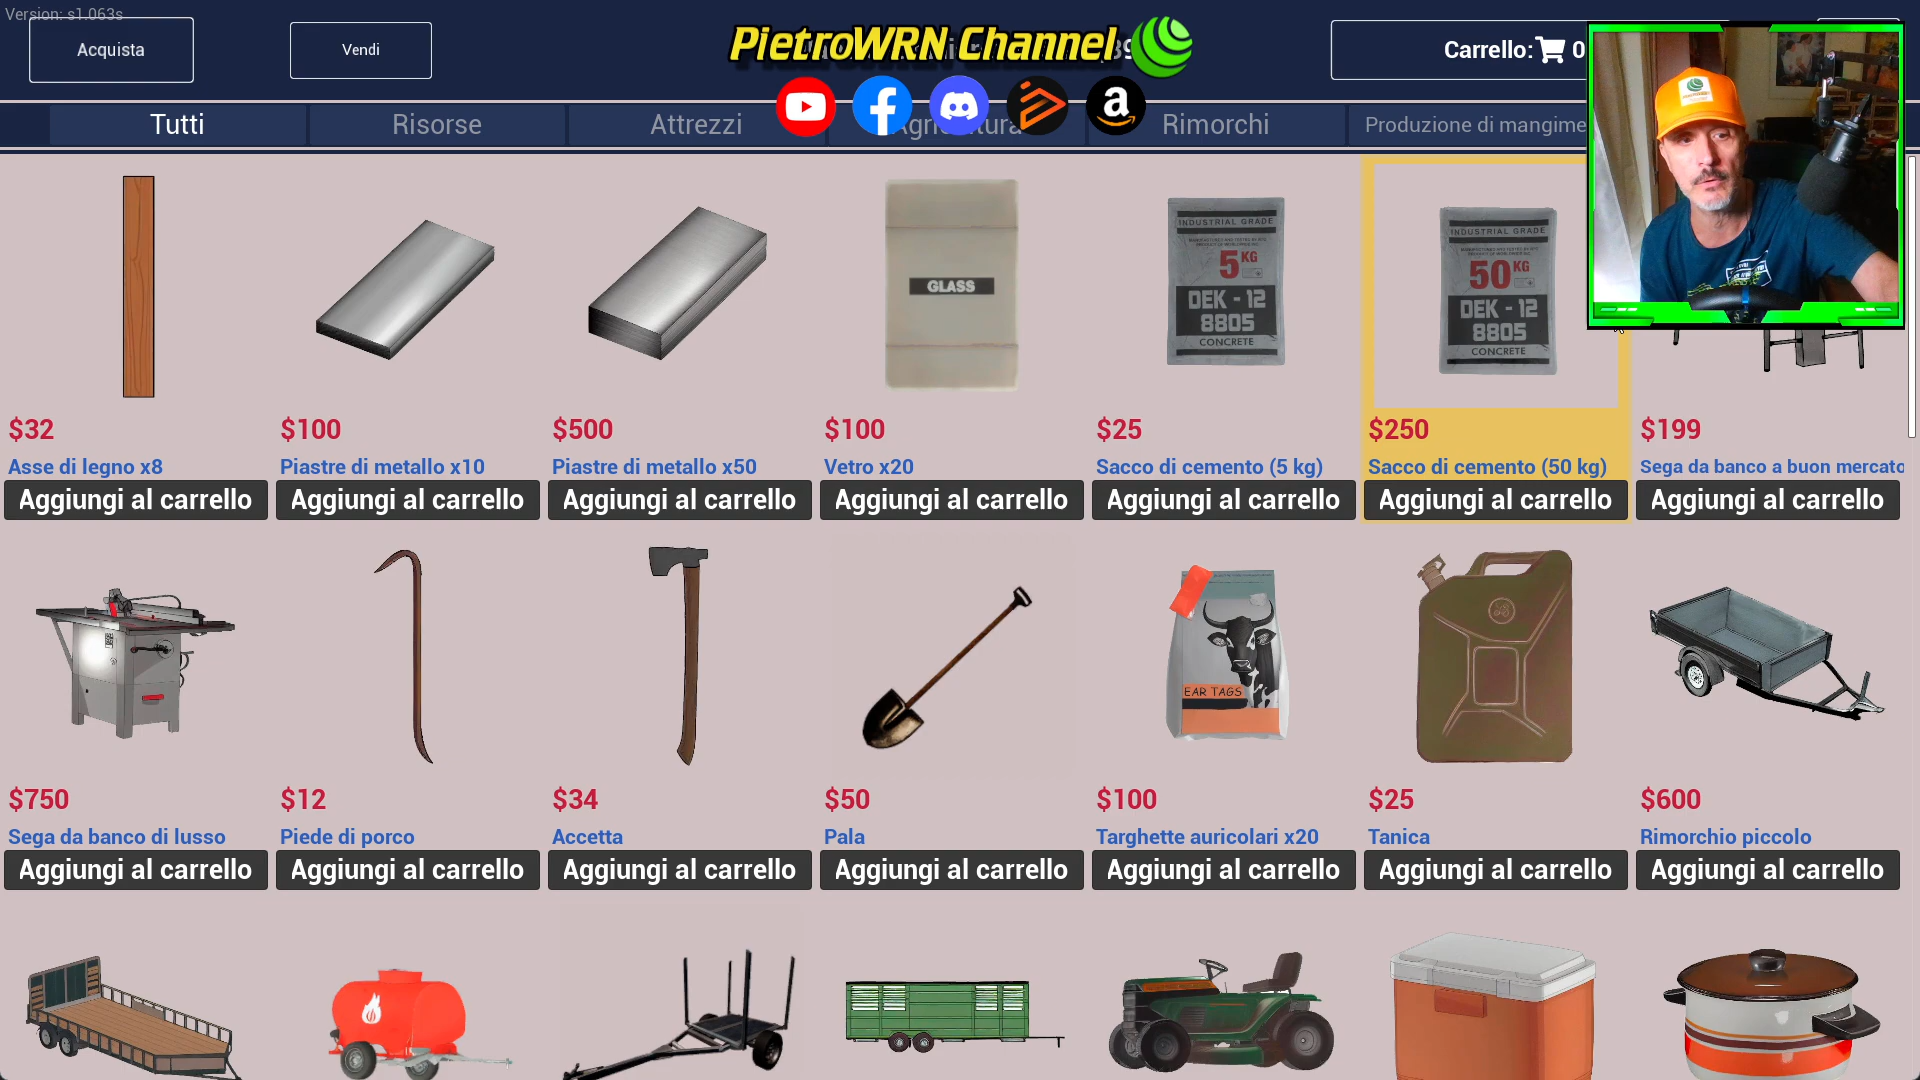 Version: s1.063s
Acquista
Vendi
PietroWRN Channel
Carrello: 0
Tutti
Risorse
Attrezzi
Agricoltura
Rimorchi
Produzione di mangime
GLASS
INDUSTRIAL GRADE
5 KG
DEK - 12
8805
CONCRETE
INDUSTRIAL GRADE
50 KG
DEK - 12
8805
CONCRETE
$32
$100
$500
$100
$25
$250
$199
Asse di legno x8
Piastre di metallo x10
Piastre di metallo x50
Vetro x20
Sacco di cemento (5 kg)
Sacco di cemento (50 kg)
Sega da banco a buon mercato
Aggiungi al carrello
Aggiungi al carrello
Aggiungi al carrello
Aggiungi al carrello
Aggiungi al carrello
Aggiungi al carrello
Aggiungi al carrello
EAR TAGS
$750
$12
$34
$50
$100
$25
$600
Sega da banco di lusso
Piede di porco
Accetta
Pala
Targhette auricolari x20
Tanica
Rimorchio piccolo
Aggiungi al carrello
Aggiungi al carrello
Aggiungi al carrello
Aggiungi al carrello
Aggiungi al carrello
Aggiungi al carrello
Aggiungi al carrello